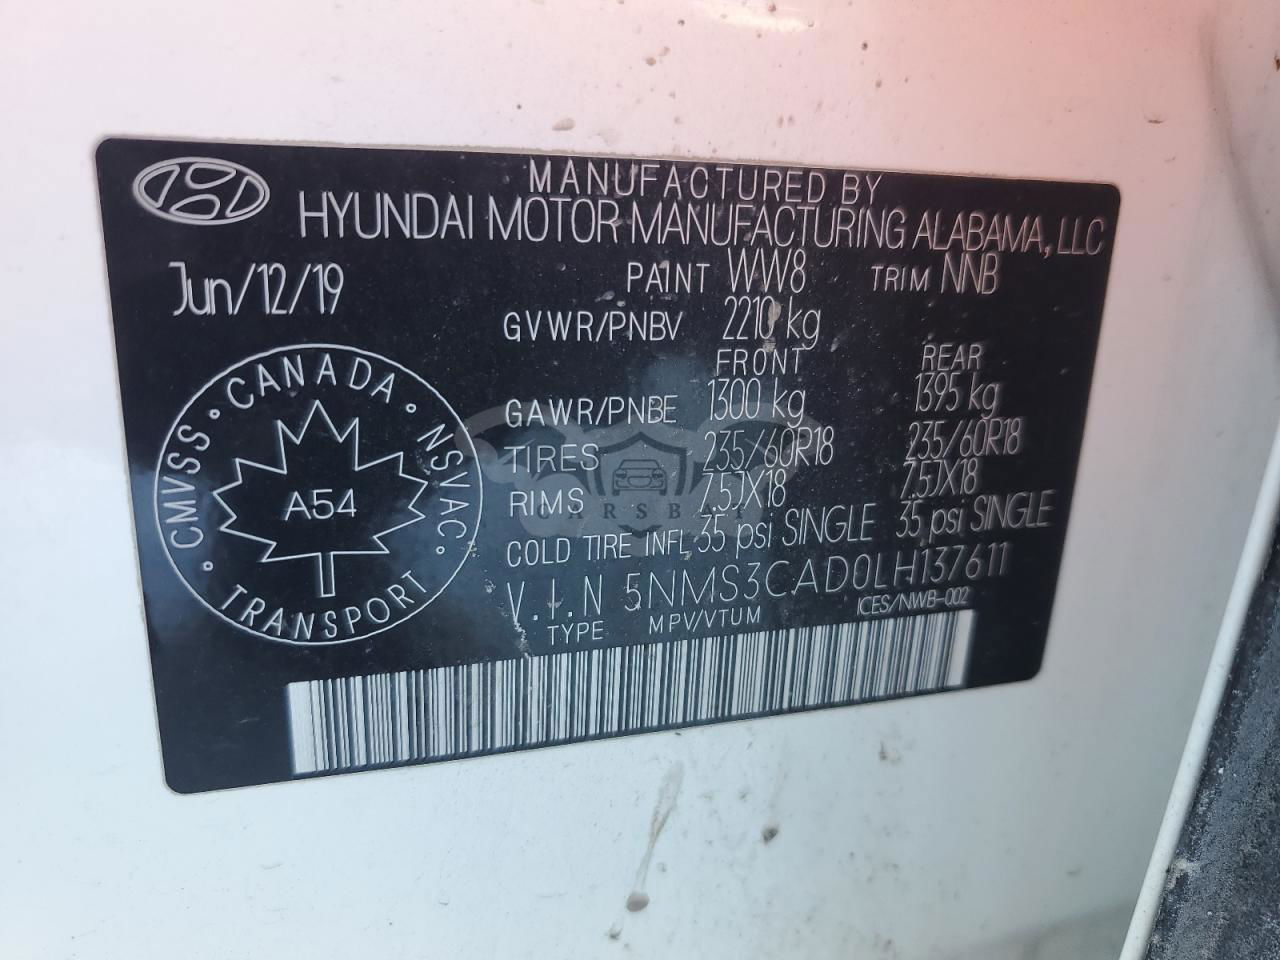 MANUFACTURED BY
HYUNDAI MOTOR MANUFACTURING ALABAMA, LLC
Jun/12/19 PAINT WW8 TRIM NNB
GVWR/PNBV 2210 kg
FRONT REAR
GAWR/PNBE 1300 kg 1395 kg
TIRES 235/60R18 235/60R18
RIMS 7.5JX18 7.5JX18
COLD TIRE INFL 35 psi SINGLE 35 psi SINGLE
V.I.N 5NMS3CAD0LH137611
TYPE MPV/VTUM ICES/NWB-002
CMVSS • CANADA • NSVAC •
A54
TRANSPORT